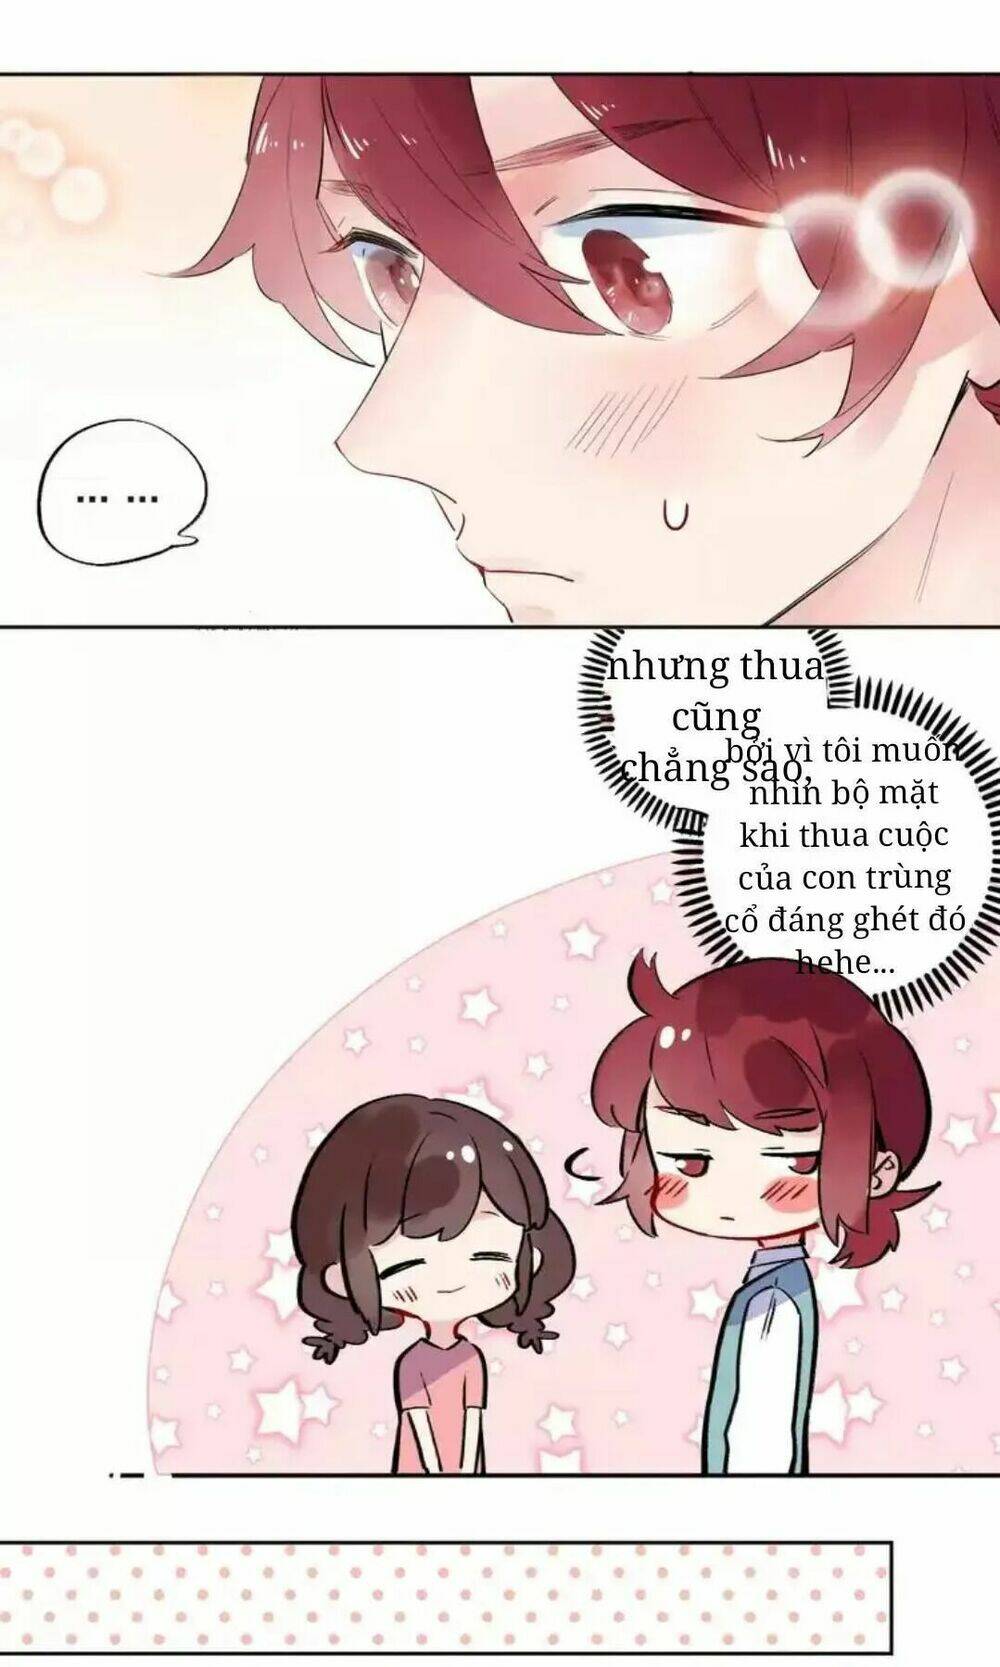 ... ...
nhưng thua
cũng
chẳng sao,
bởi vì tôi muốn
nhìn bộ mặt
khi thua cuộc
của con trùng
cổ đáng ghét đó
hehe...